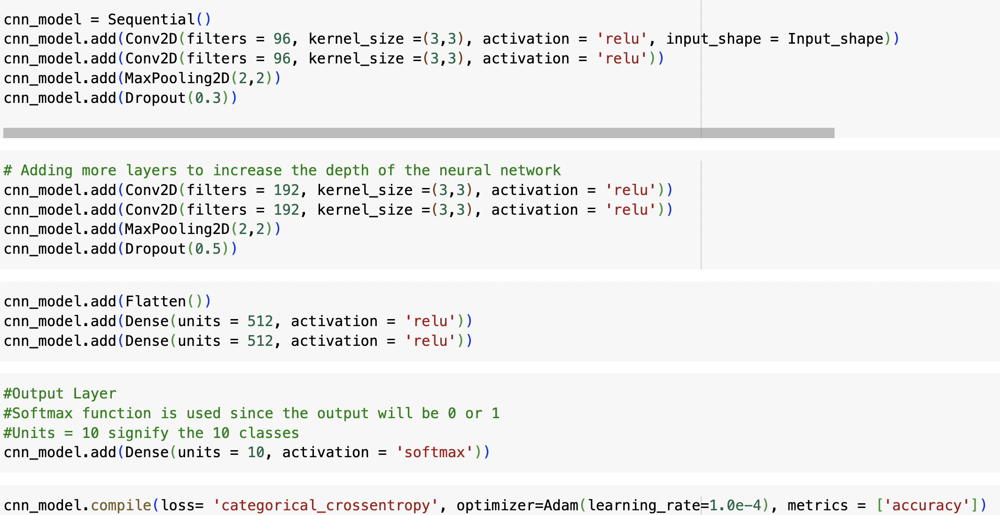 cnn_model = Sequential()
cnn_model.add(Conv2D(filters = 96, kernel_size =(3,3), activation = 'relu', input_shape = Input_shape))
cnn_model.add(Conv2D(filters = 96, kernel_size =(3,3), activation = 'relu'))
cnn_model.add(MaxPooling2D(2,2))
cnn_model.add(Dropout(0.3))
# Adding more layers to increase the depth of the neural network
cnn_model.add(Conv2D(filters = 192, kernel_size =(3,3), activation = 'relu'))
cnn_model.add(Conv2D(filters = 192, kernel_size =(3,3), activation = 'relu'))
cnn_model.add(MaxPooling2D(2,2))
cnn_model.add(Dropout(0.5))
cnn_model.add(Flatten())
cnn_model.add(Dense(units = 512, activation = 'relu'))
cnn_model.add(Dense(units = 512, activation = 'relu'))
#Output Layer
#Softmax function is used since the output will be 0 or 1
#Units = 10 signify the 10 classes
cnn_model.add(Dense(units = 10, activation = 'softmax'))
cnn_model.compile(loss= 'categorical_crossentropy', optimizer=Adam(learning_rate=1.0e-4), metrics = ['accuracy'])